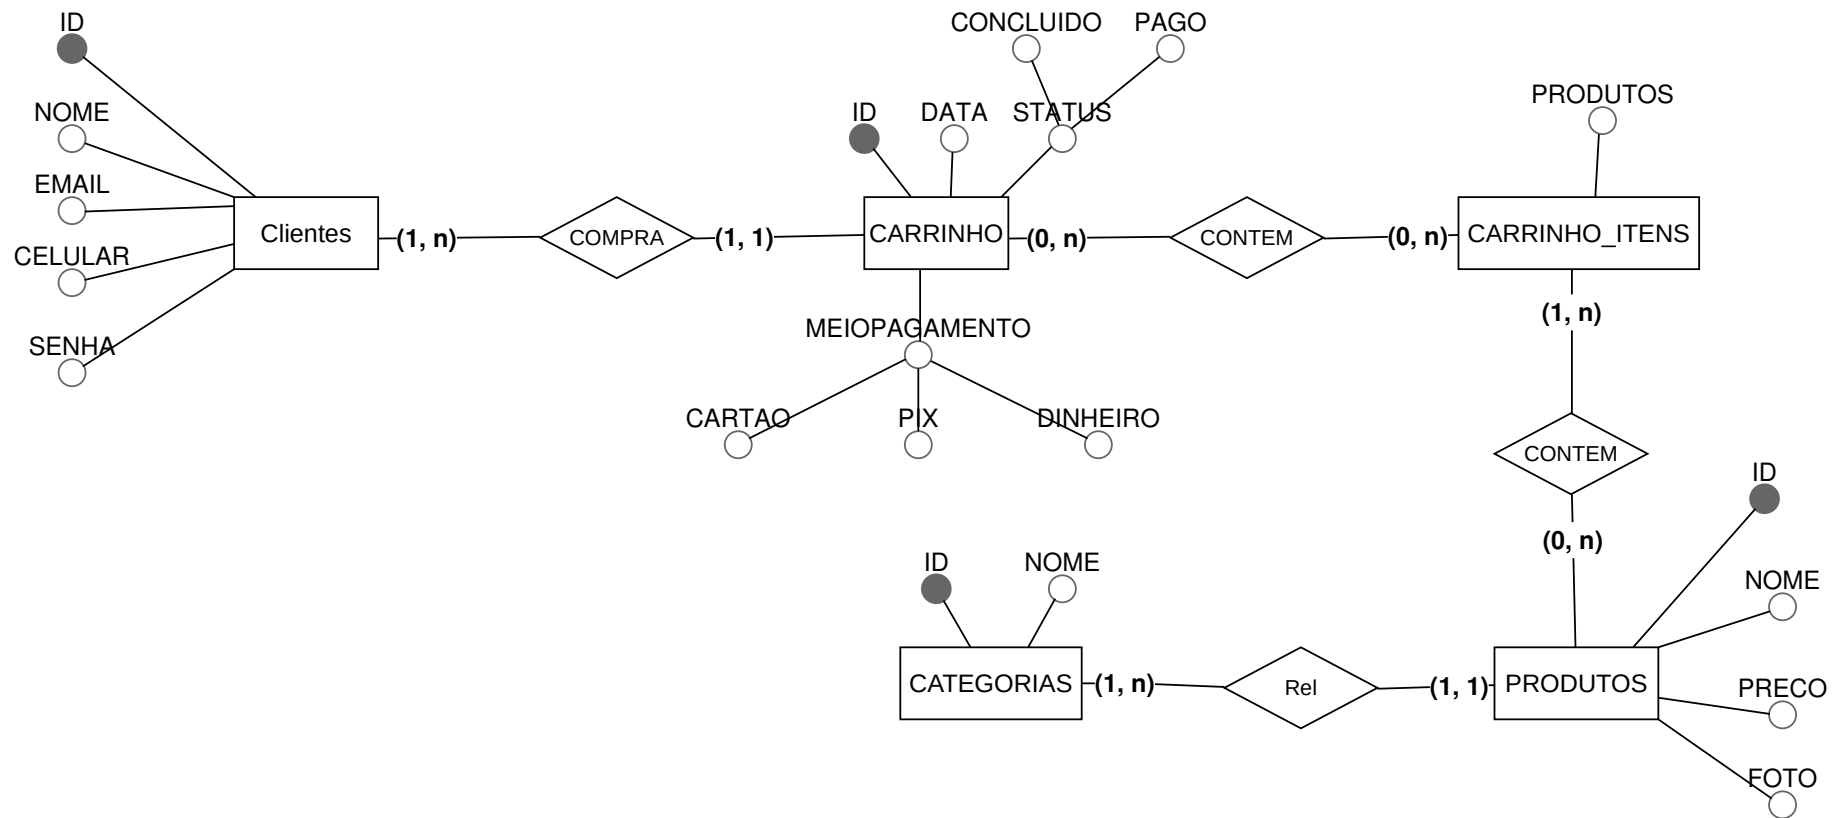 ID
CONCLUIDO
PAGO
NOME
ID
DATA
STATUS
PRODUTOS
EMAIL
Clientes
(1, n)
COMPRA
(1, 1)
CARRINHO
(0, n)
CONTEM
(0, n)
CARRINHO_ITENS
CELULAR
SENHA
MEIOPAGAMENTO
(1, n)
CARTAO
PIX
DINHEIRO
CONTEM
ID
(0, n)
ID
NOME
NOME
CATEGORIAS
(1, n)
Rel
(1, 1)
PRODUTOS
PRECO
FOTO